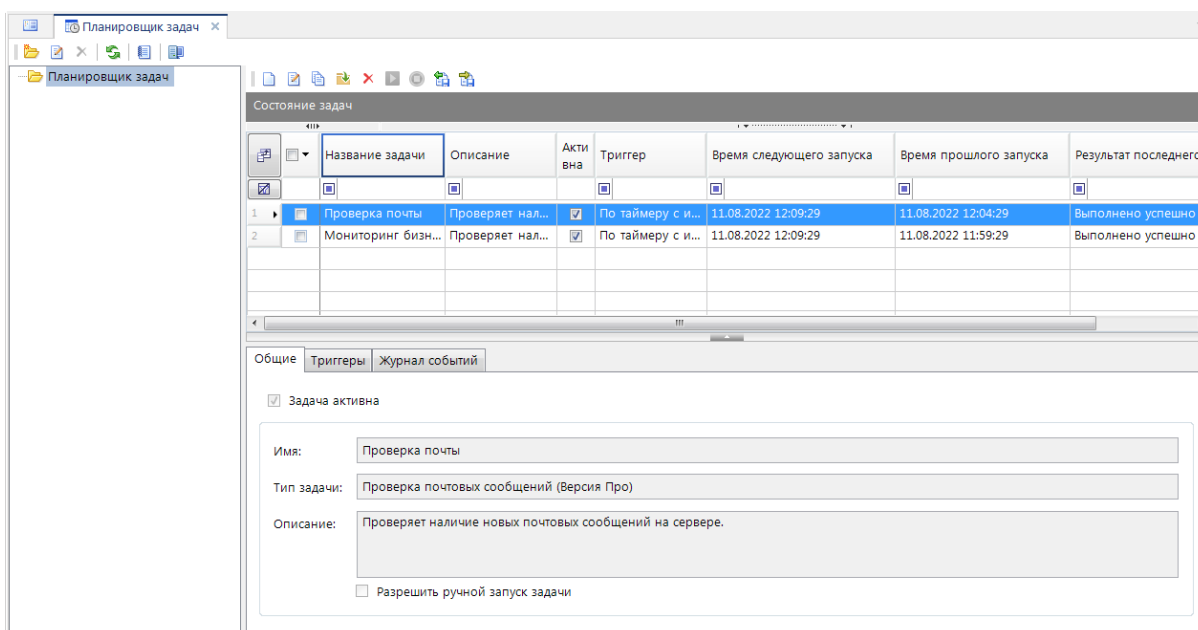 Планировщик задач
Планировщик задач
Состояние задач
Название задачи Описание Акти вна Триггер Время следующего запуска Время прошлого запуска Результат последнего
1 Проверка почты Проверяет нал... По таймеру с и... 11.08.2022 12:09:29 11.08.2022 12:04:29 Выполнено успешно
2 Мониторинг бизн... Проверяет нал... По таймеру с и... 11.08.2022 12:09:29 11.08.2022 11:59:29 Выполнено успешно
Общие Триггеры Журнал событий
Задача активна
Имя: Проверка почты
Тип задачи: Проверка почтовых сообщений (Версия Про)
Описание: Проверяет наличие новых почтовых сообщений на сервере.
Разрешить ручной запуск задачи